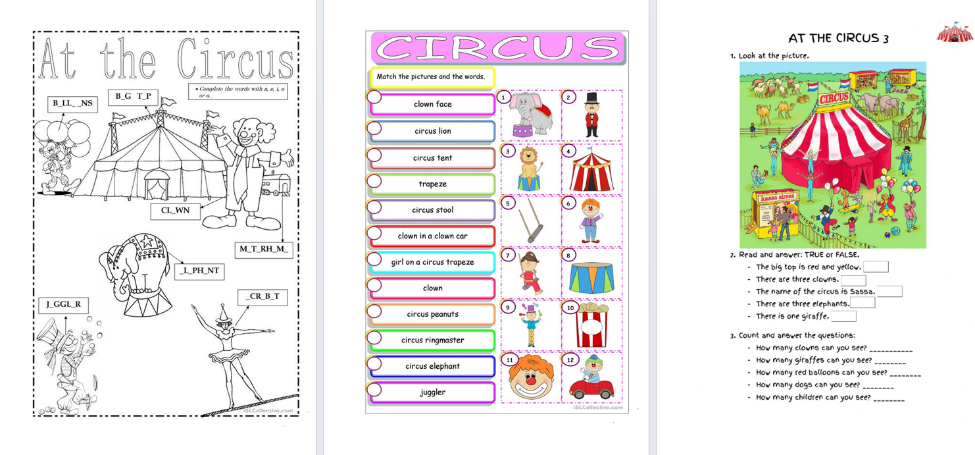 At the Circus
• Complete the words with a, e, i, o
or u.
B_LL_ _NS
B_G T_P
CL_WN
M_T_RH_M_
_L_PH_NT
J_GGL_R
_CR_B_T
iSLCollective.com
CIRCUS
Match the pictures and the words.
clown face
circus lion
circus tent
trapeze
circus stool
clown in a clown car
girl on a circus trapeze
clown
circus peanuts
circus ringmaster
circus elephant
juggler
1
2
3
4
5
6
7
8
9
10
11
12
iSLCollective.com
AT THE CIRCUS 3
1. Look at the picture.
CIRCUS
2. Read and answer: TRUE or FALSE.
- The big top is red and yellow.
- There are three clowns.
- The name of the circus is Sassa.
- There are three elephants.
- There is one giraffe.
3. Count and answer the questions:
- How many clowns can you see? ___________
- How many giraffes can you see? ________
- How many red balloons can you see? ________
- How many dogs can you see? ________
- How many children can you see? ________